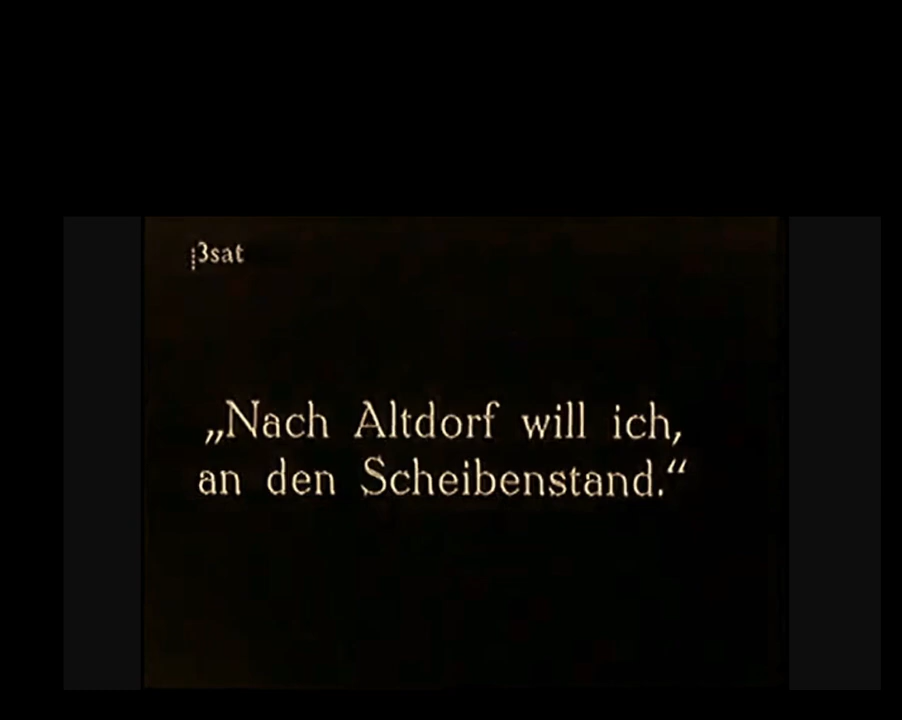 3sat
„Nach Altdorf will ich,
an den Scheibenstand.“